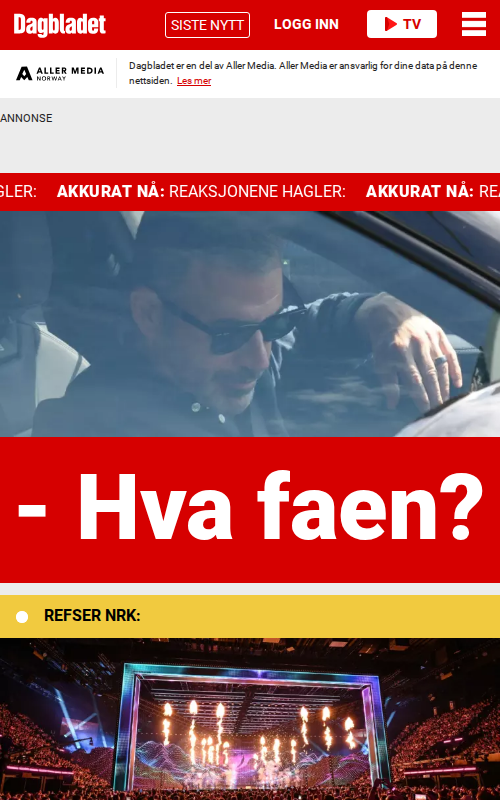 Dagbladet
SISTE NYTT
LOGG INN
TV
ALLER MEDIA
NORWAY
Dagbladet er en del av Aller Media. Aller Media er ansvarlig for dine data på denne
nettsiden. Les mer
ANNONSE
GLER: AKKURAT NÅ: REAKSJONENE HAGLER: AKKURAT NÅ: REA
- Hva faen?
REFSER NRK: